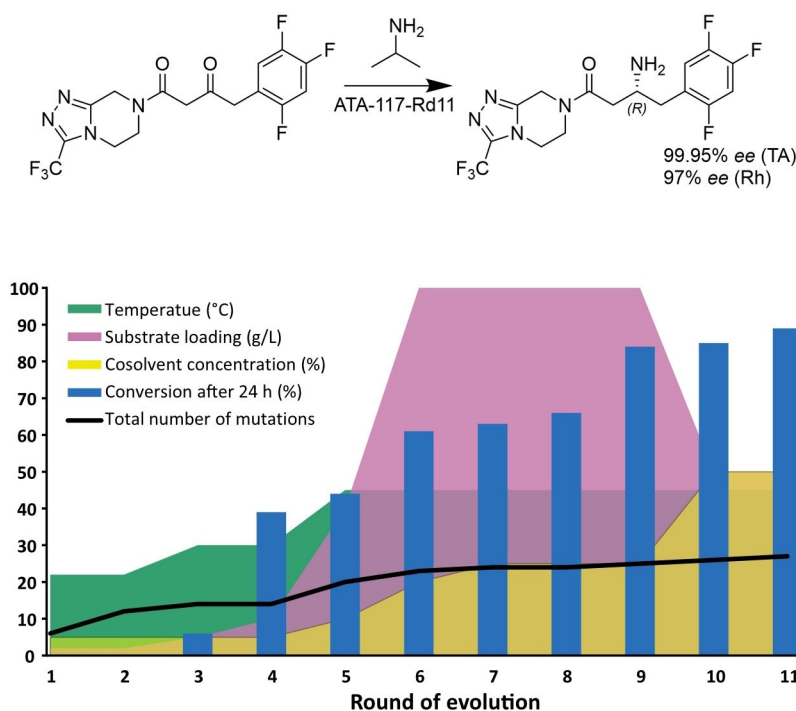 NH₂
F
F
F
O
O
N
N
N
N
F₃C
ATA-117-Rd11
O
NH₂
(R)
F
F
F
N
N
N
N
F₃C
99.95% ee (TA)
97% ee (Rh)
100
90
80
70
60
50
40
30
20
10
0
Temperatue (°C)
Substrate loading (g/L)
Cosolvent concentration (%)
Conversion after 24 h (%)
Total number of mutations
1 2 3 4 5 6 7 8 9 10 11
Round of evolution